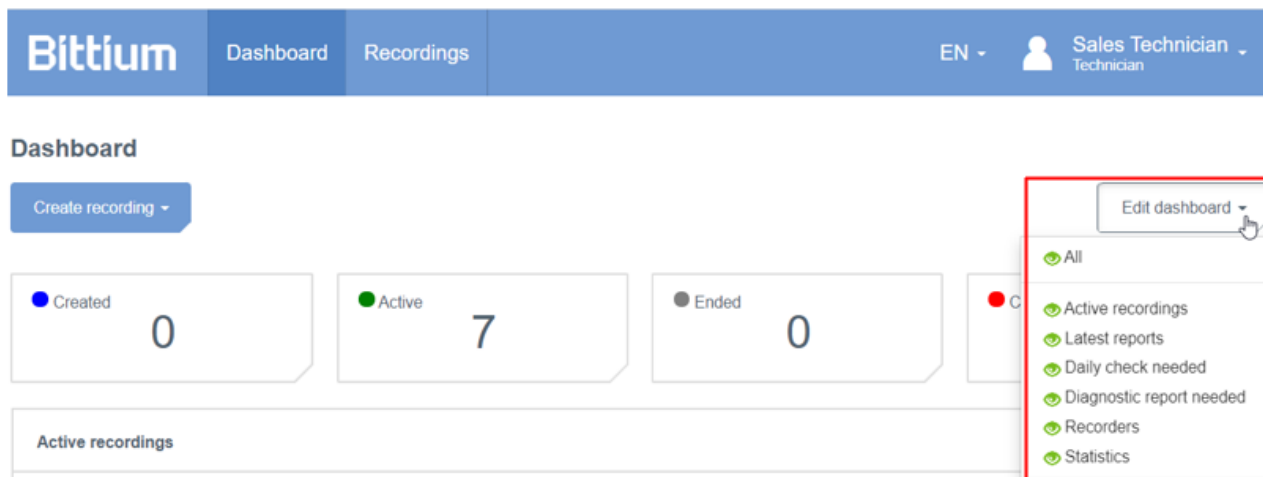 Bittium Dashboard Recordings EN Sales Technician
Technician
Dashboard
Create recording
Edit dashboard
All
Created
0
Active
7
Ended
0
C
Active recordings
Latest reports
Daily check needed
Diagnostic report needed
Recorders
Statistics
Active recordings